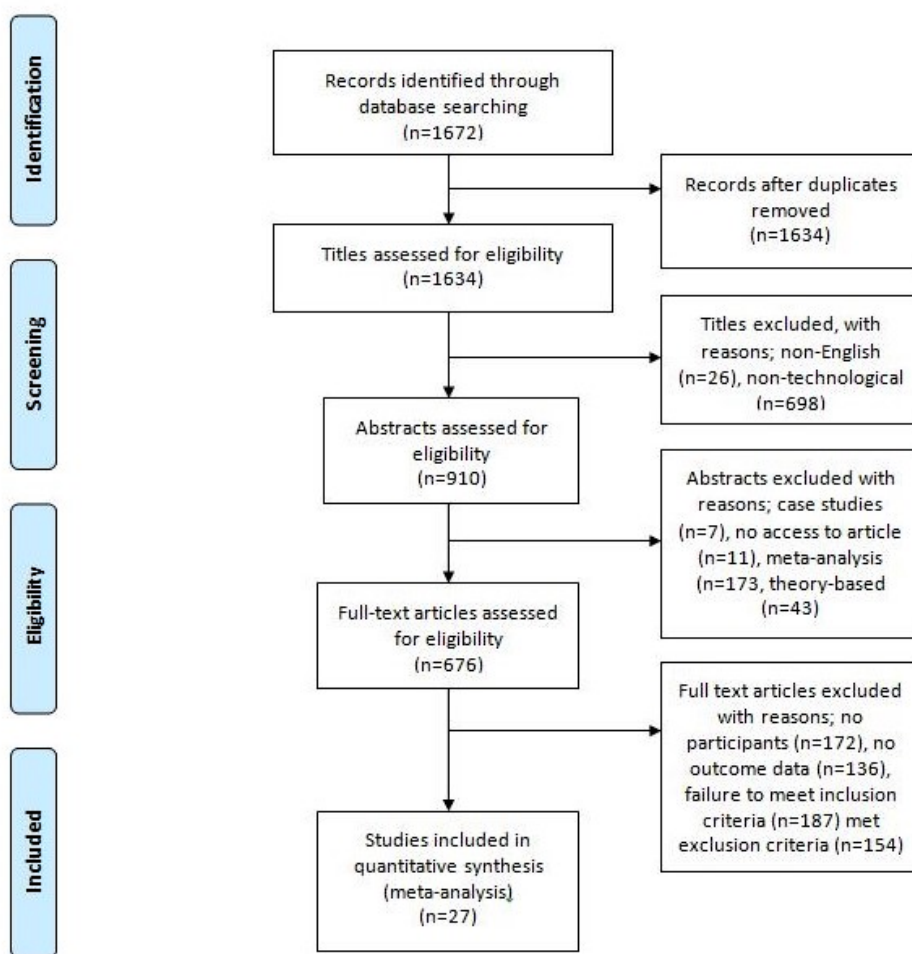 Identification
Records identified through
database searching
(n=1672)
Records after duplicates
removed
(n=1634)
Titles assessed for eligibility
(n=1634)
Screening
Titles excluded, with
reasons; non-English
(n=26), non-technological
(n=698)
Abstracts assessed for
eligibility
(n=910)
Abstracts excluded with
reasons; case studies
(n=7), no access to article
(n=11), meta-analysis
(n=173, theory-based
(n=43)
Eligibility
Full-text articles assessed
for eligibility
(n=676)
Full text articles excluded
with reasons; no
participants (n=172), no
outcome data (n=136),
failure to meet inclusion
criteria (n=187) met
exclusion criteria (n=154)
Included
Studies included in
quantitative synthesis
(meta-analysis)
(n=27)